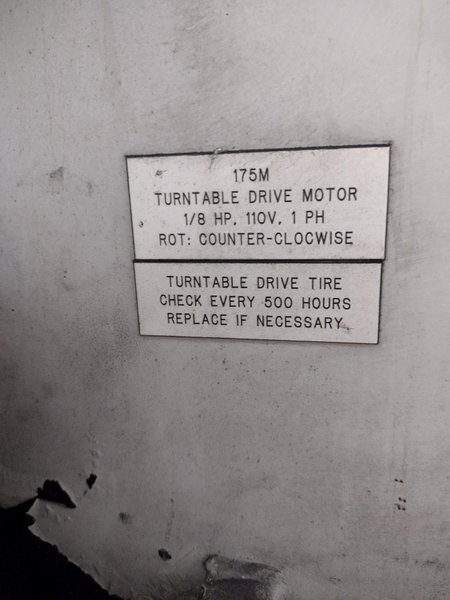 175M
TURNTABLE DRIVE MOTOR
1/8 HP, 110V, 1 PH
ROT: COUNTER-CLOCWISE
TURNTABLE DRIVE TIRE
CHECK EVERY 500 HOURS
REPLACE IF NECESSARY